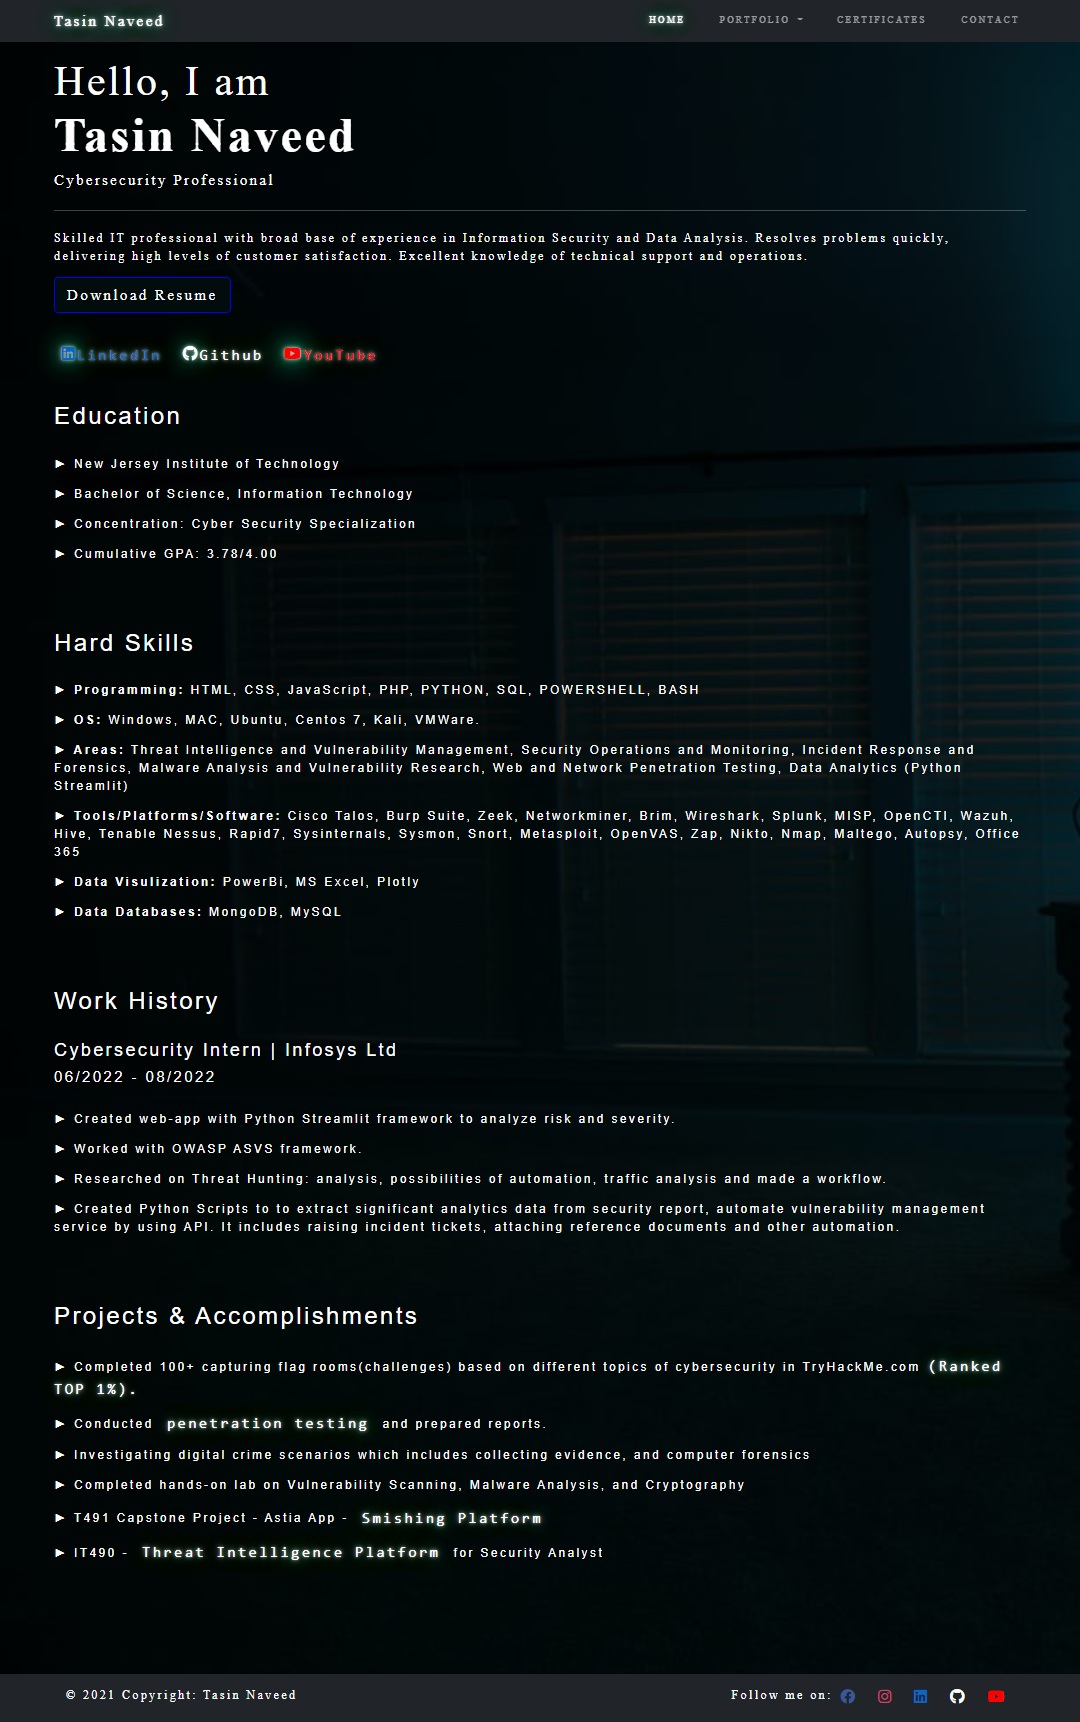 Tasin Naveed
HOME PORTFOLIO CERTIFICATES CONTACT
Hello, I am
Tasin Naveed
Cybersecurity Professional
Skilled IT professional with broad base of experience in Information Security and Data Analysis. Resolves problems quickly,
delivering high levels of customer satisfaction. Excellent knowledge of technical support and operations.
Download Resume
LinkedIn Github YouTube
Education
► New Jersey Institute of Technology
► Bachelor of Science, Information Technology
► Concentration: Cyber Security Specialization
► Cumulative GPA: 3.78/4.00
Hard Skills
► Programming: HTML, CSS, JavaScript, PHP, PYTHON, SQL, POWERSHELL, BASH
► OS: Windows, MAC, Ubuntu, Centos 7, Kali, VMWare.
► Areas: Threat Intelligence and Vulnerability Management, Security Operations and Monitoring, Incident Response and
Forensics, Malware Analysis and Vulnerability Research, Web and Network Penetration Testing, Data Analytics (Python
Streamlit)
► Tools/Platforms/Software: Cisco Talos, Burp Suite, Zeek, Networkminer, Brim, Wireshark, Splunk, MISP, OpenCTI, Wazuh,
Hive, Tenable Nessus, Rapid7, Sysinternals, Sysmon, Snort, Metasploit, OpenVAS, Zap, Nikto, Nmap, Maltego, Autopsy, Office
365
► Data Visulization: PowerBi, MS Excel, Plotly
► Data Databases: MongoDB, MySQL
Work History
Cybersecurity Intern | Infosys Ltd
06/2022 - 08/2022
► Created web-app with Python Streamlit framework to analyze risk and severity.
► Worked with OWASP ASVS framework.
► Researched on Threat Hunting: analysis, possibilities of automation, traffic analysis and made a workflow.
► Created Python Scripts to to extract significant analytics data from security report, automate vulnerability management
service by using API. It includes raising incident tickets, attaching reference documents and other automation.
Projects & Accomplishments
► Completed 100+ capturing flag rooms(challenges) based on different topics of cybersecurity in TryHackMe.com (Ranked
TOP 1%).
► Conducted penetration testing and prepared reports.
► Investigating digital crime scenarios which includes collecting evidence, and computer forensics
► Completed hands-on lab on Vulnerability Scanning, Malware Analysis, and Cryptography
► T491 Capstone Project - Astia App - Smishing Platform
► IT490 - Threat Intelligence Platform for Security Analyst
© 2021 Copyright: Tasin Naveed
Follow me on: